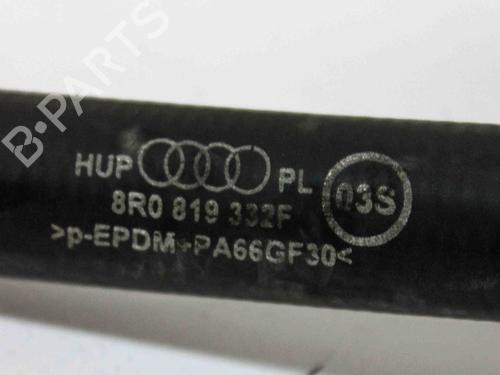 B-PARTS
HUP PL 03S
8R0 819 332F
>p-EPDM+PA66GF30<